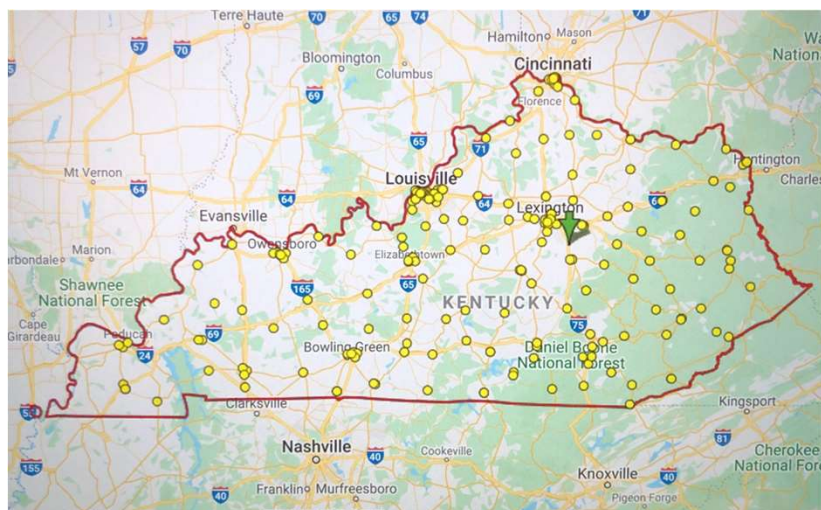 Terre Haute
70
65
74
71
57
70
Hamilton
Mason
Wa
Nationa
Bloomington
Columbus
Cincinnati
69
Florence
65
71
Mt Vernon
64
Louisville
Huntington
Charles
64
64
Evansville
Lexington
Owensboro
Marion
arbondale
Elizabethtown
Shawnee
National Forest
165
65
KENTUCKY
Cape
Girardeau
Paducah
69
75
24
Bowling Green
Daniel Boone
National Forest
Clarksville
Kingsport
Nashville
40
Cookeville
81
155
Cherokee
National Fore
Knoxville
40
40
Franklin
Murfreesboro
Pigeon Forge